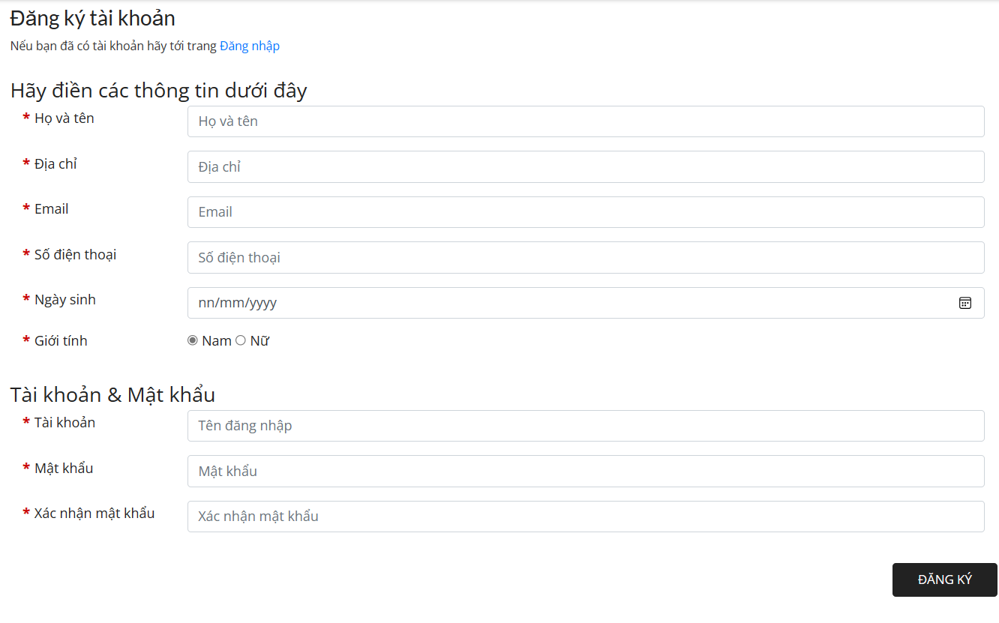 Đăng ký tài khoản
Nếu bạn đã có tài khoản hãy tới trang Đăng nhập
Hãy điền các thông tin dưới đây
* Họ và tên
Họ và tên
* Địa chỉ
Địa chỉ
* Email
Email
* Số điện thoại
Số điện thoại
* Ngày sinh
nn/mm/yyyy
* Giới tính
Nam Nữ
Tài khoản & Mật khẩu
* Tài khoản
Tên đăng nhập
* Mật khẩu
Mật khẩu
* Xác nhận mật khẩu
Xác nhận mật khẩu
ĐĂNG KÝ